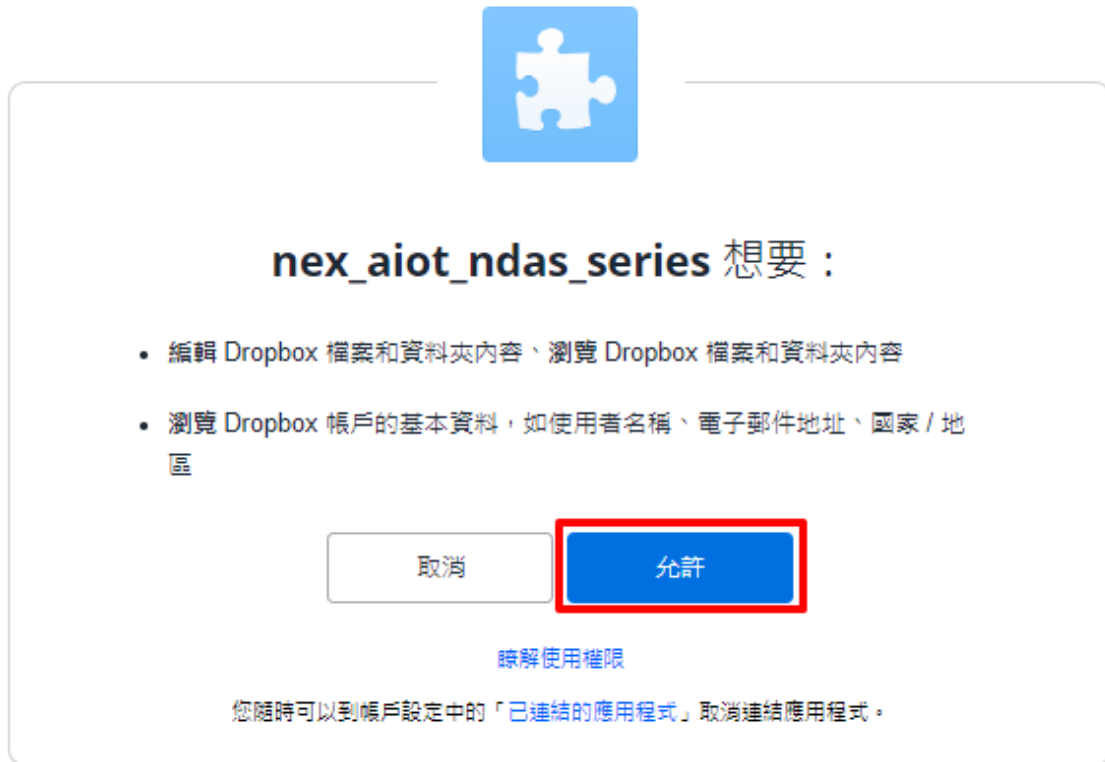 nex_aiot_ndas_series 想要：
• 編輯 Dropbox 檔案和資料夾內容、瀏覽 Dropbox 檔案和資料夾內容
• 瀏覽 Dropbox 帳戶的基本資料，如使用者名稱、電子郵件地址、國家 / 地
區
取消
允許
瞭解使用權限
您隨時可以到帳戶設定中的「已連結的應用程式」取消連結應用程式。